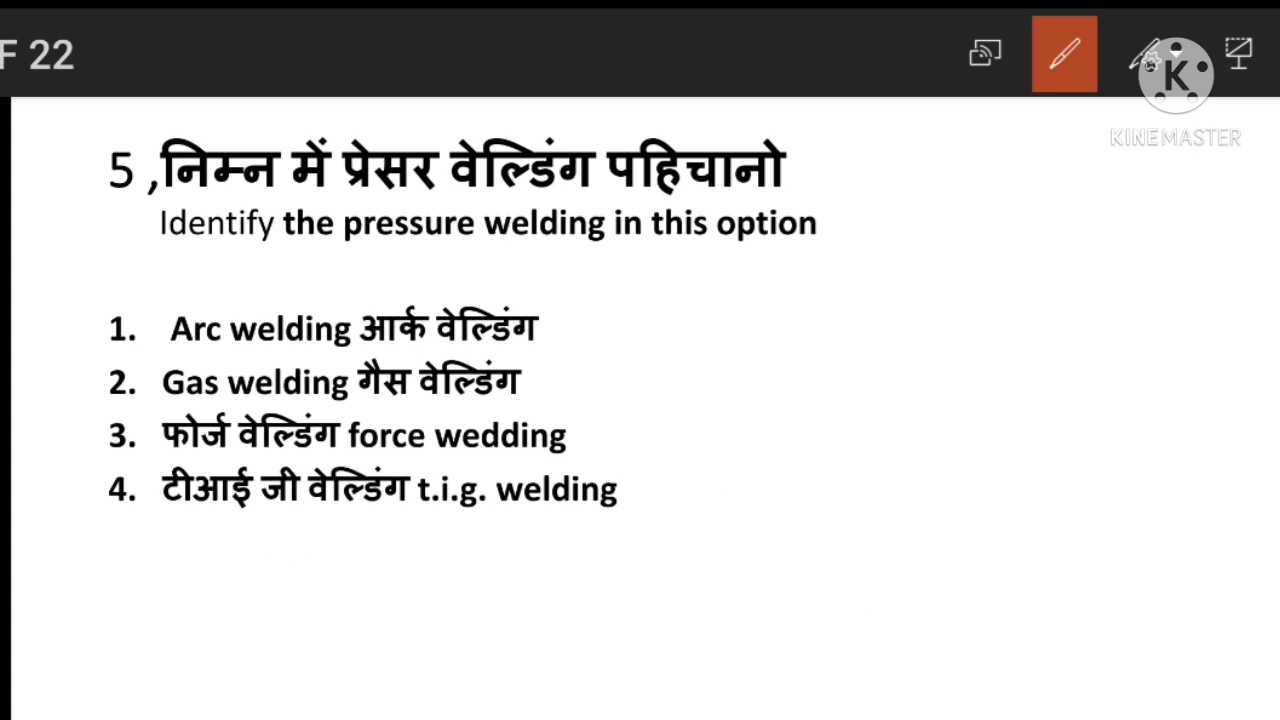 F 22
KINEMASTER
5 ,निम्न में प्रेसर वेल्डिंग पहिचानो
Identify the pressure welding in this option
1. Arc welding आर्क वेल्डिंग
2. Gas welding गैस वेल्डिंग
3. फोर्ज वेल्डिंग force wedding
4. टीआई जी वेल्डिंग t.i.g. welding